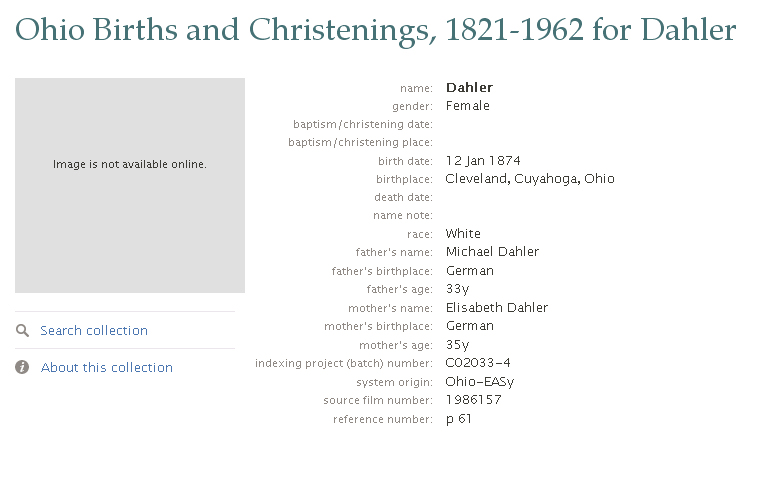 Ohio Births and Christenings, 1821-1962 for Dahler
Image is not available online.
Search collection
About this collection
name: Dahler
gender: Female
baptism/christening date:
baptism/christening place:
birth date: 12 Jan 1874
birthplace: Cleveland, Cuyahoga, Ohio
death date:
name note:
race: White
father's name: Michael Dahler
father's birthplace: German
father's age: 33y
mother's name: Elisabeth Dahler
mother's birthplace: German
mother's age: 35y
indexing project (batch) number: C02033-4
system origin: Ohio-EASy
source film number: 1986157
reference number: p 61